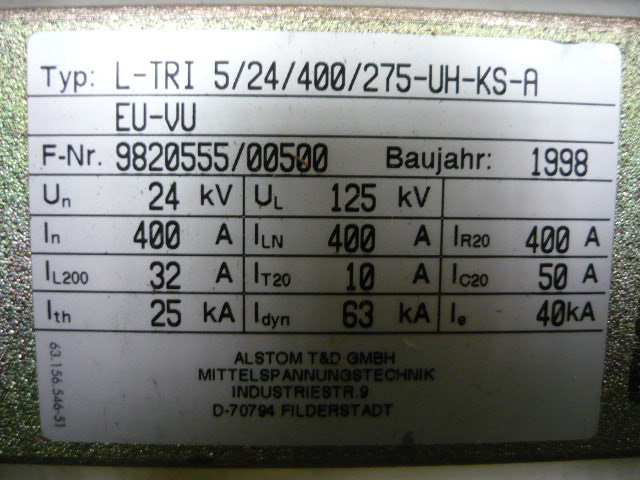 Typ: L-TRI 5/24/400/275-UH-KS-A
EU-VU
F-Nr. 9820555/00500 Baujahr: 1998
Un 24 kV UL 125 kV
In 400 A ILN 400 A IR20 400 A
IL200 32 A IT20 10 A IC20 50 A
Ith 25 kA Idyn 63 kA Ie 40kA
63.156.546-51
ALSTOM T&D GMBH
MITTELSPANNUNGSTECHNIK
INDUSTRIESTR.9
D-70794 FILDERSTADT